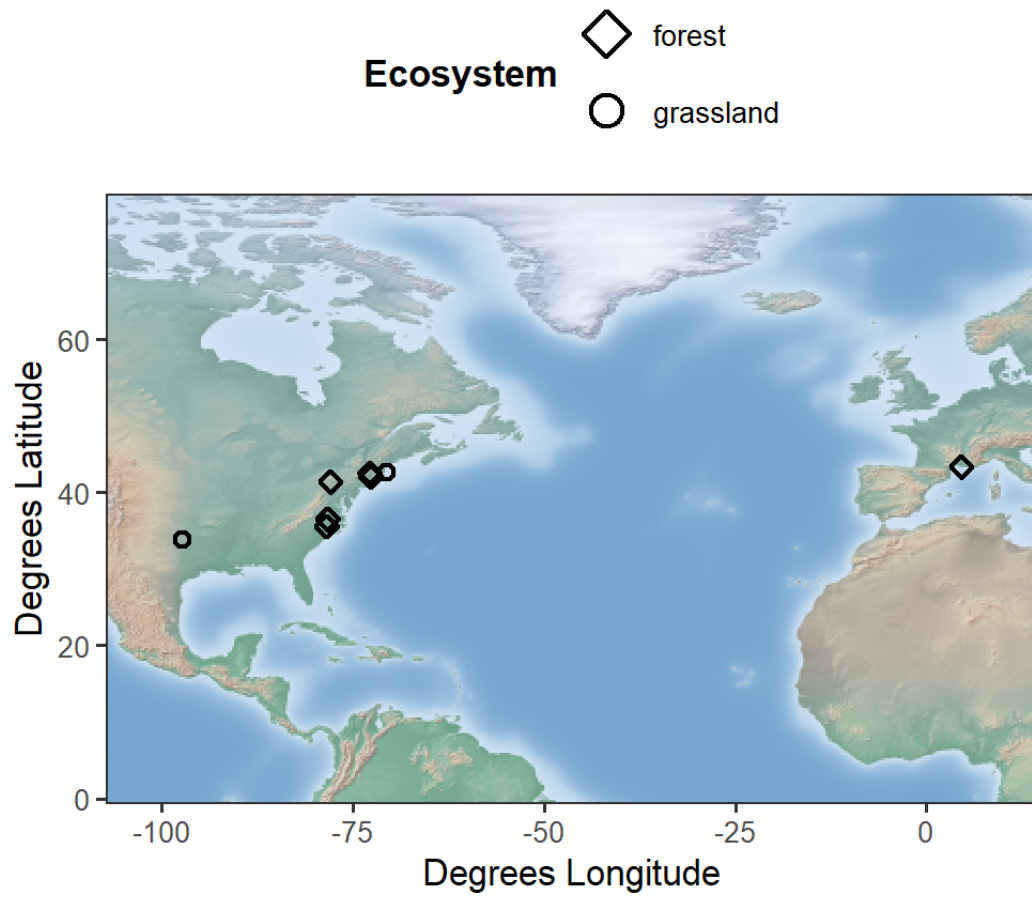 forest
Ecosystem
grassland
Degrees Latitude
60
40
20
0
-100 -75 -50 -25 0
Degrees Longitude